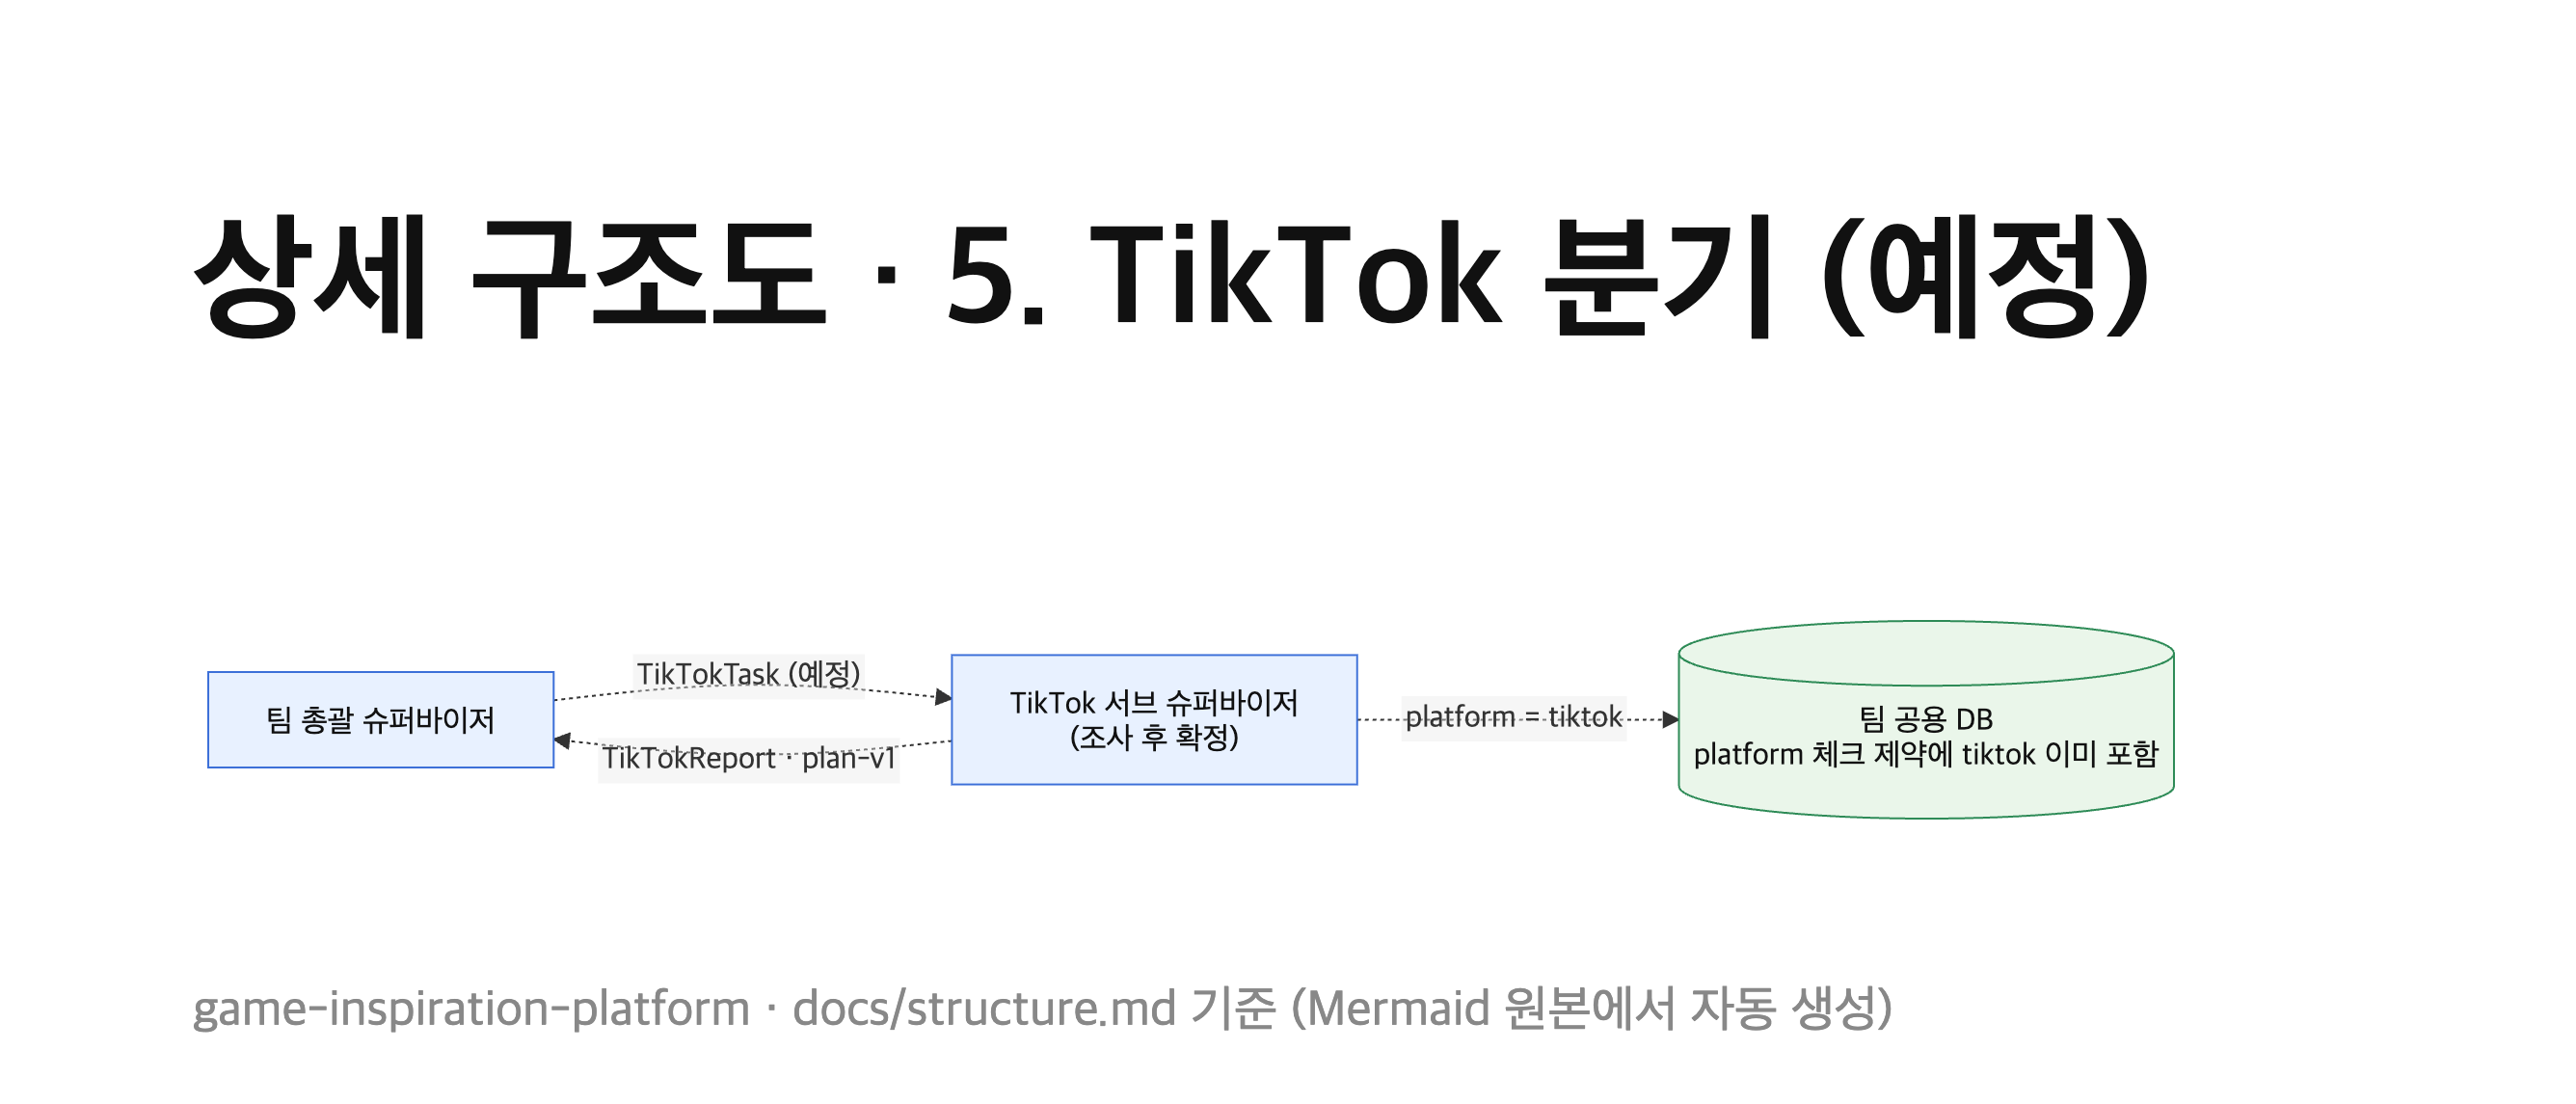 상세 구조도 · 5. TikTok 분기 (예정)
팀 총괄 슈퍼바이저
TikTokTask (예정)
TikTokReport · plan-v1
TikTok 서브 슈퍼바이저
(조사 후 확정)
platform = tiktok
팀 공용 DB
platform 체크 제약에 tiktok 이미 포함
game-inspiration-platform · docs/structure.md 기준 (Mermaid 원본에서 자동 생성)